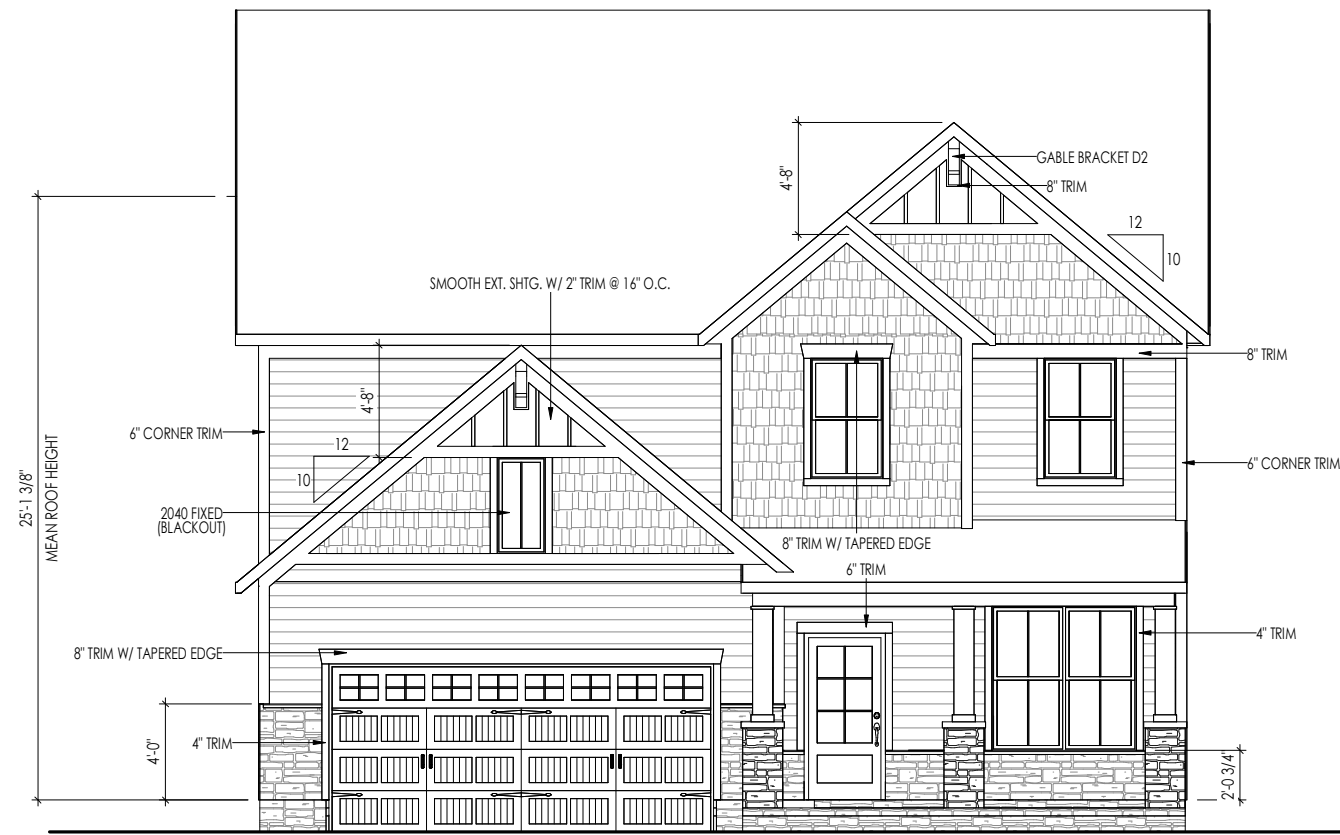 4'-8"
GABLE BRACKET D2
8" TRIM
12
10
SMOOTH EXT. SHTG. W/ 2" TRIM @ 16" O.C.
8" TRIM
4'-8"
6" CORNER TRIM
12
10
6" CORNER TRIM
25'-1 3/8"
MEAN ROOF HEIGHT
2040 FIXED
(BLACKOUT)
8" TRIM W/ TAPERED EDGE
6" TRIM
4" TRIM
8" TRIM W/ TAPERED EDGE
4'-0"
4" TRIM
2'-0 3/4"